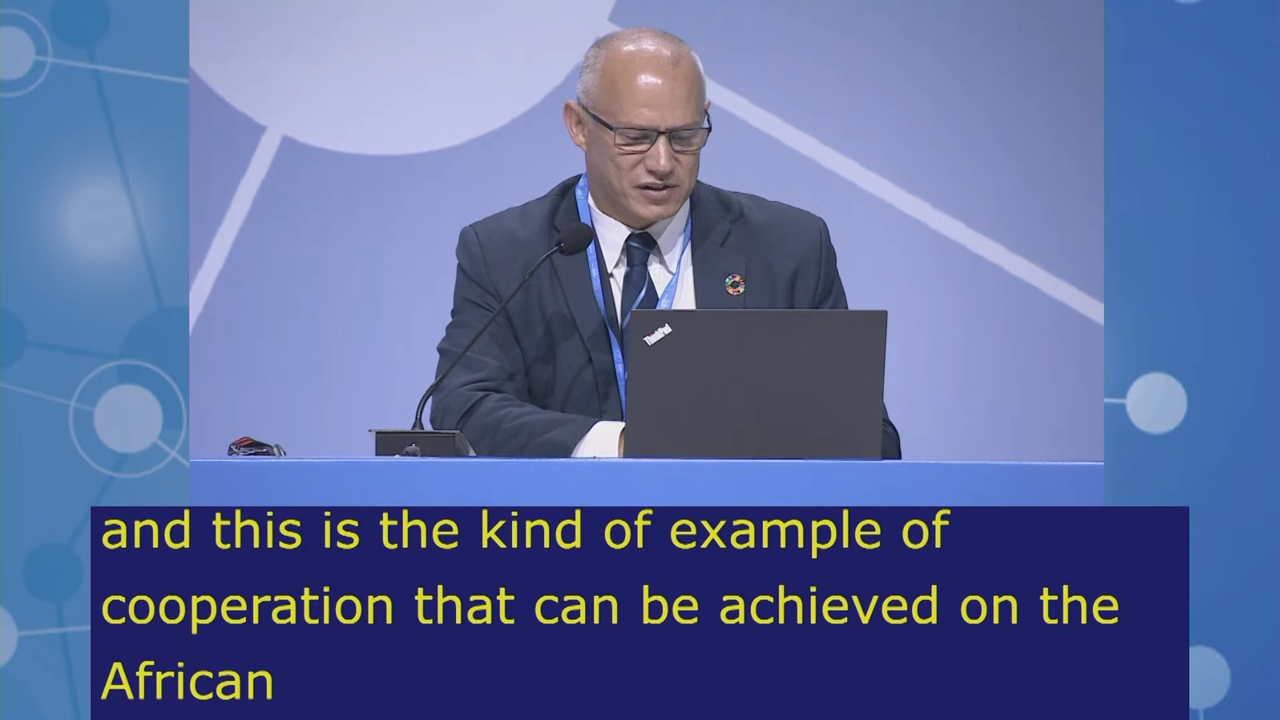 ThinkPad
and this is the kind of example of
cooperation that can be achieved on the
African